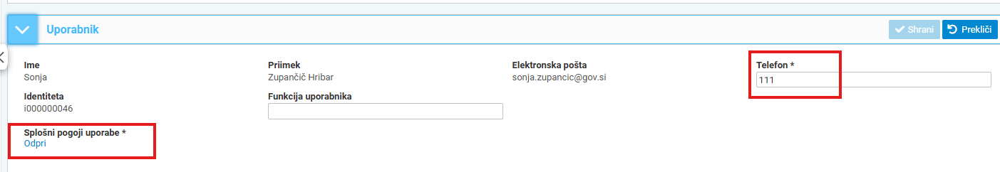 Uporabnik
Shrani
Prekliči
Ime
Priimek
Elektronska pošta
Telefon *
Sonja
Zupančič Hribar
sonja.zupancic@gov.si
111
Identiteta
Funkcija uporabnika
i000000046
Splošni pogoji uporabe *
Odpri